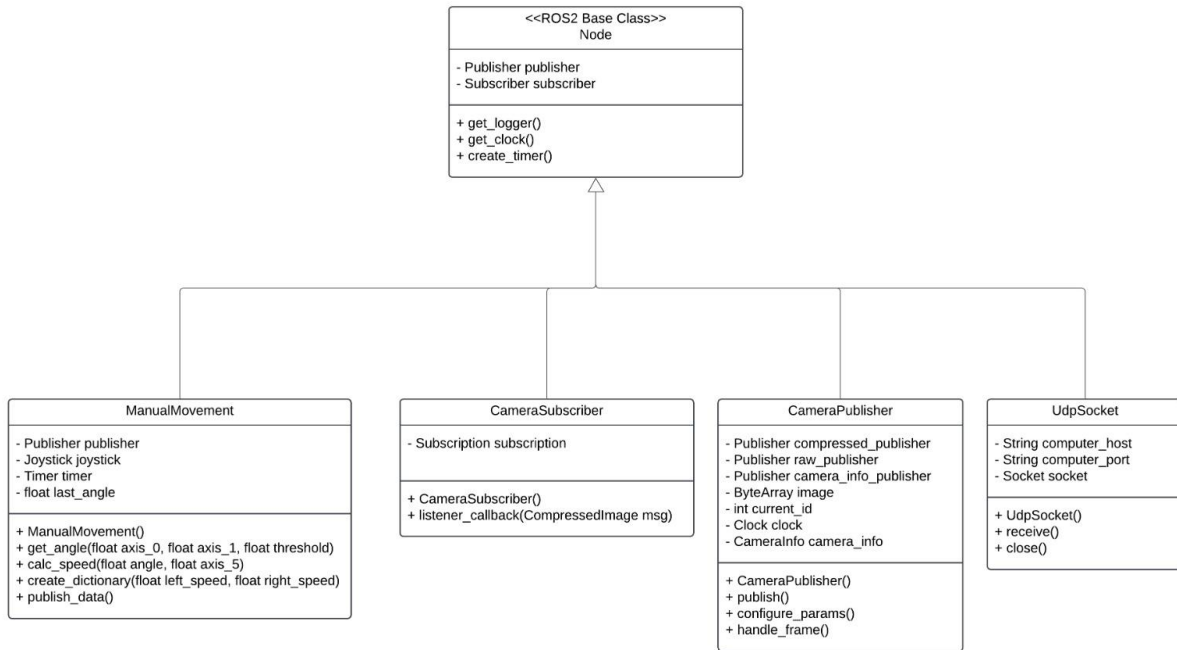 <<ROS2 Base Class>>
Node
- Publisher publisher
- Subscriber subscriber
+ get_logger()
+ get_clock()
+ create_timer()
ManualMovement
- Publisher publisher
- Joystick joystick
- Timer timer
- float last_angle
+ ManualMovement()
+ get_angle(float axis_0, float axis_1, float threshold)
+ calc_speed(float angle, float axis_5)
+ create_dictionary(float left_speed, float right_speed)
+ publish_data()
CameraSubscriber
- Subscription subscription
+ CameraSubscriber()
+ listener_callback(CompressedImage msg)
CameraPublisher
- Publisher compressed_publisher
- Publisher raw_publisher
- Publisher camera_info_publisher
- ByteArray image
- int current_id
- Clock clock
- CameraInfo camera_info
+ CameraPublisher()
+ publish()
+ configure_params()
+ handle_frame()
UdpSocket
- String computer_host
- String computer_port
- Socket socket
+ UdpSocket()
+ receive()
+ close()